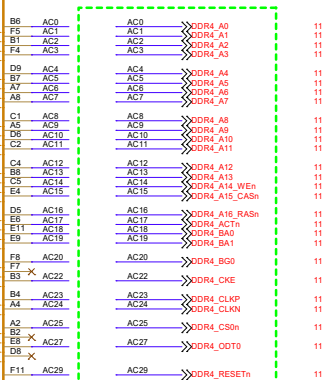 B6 AC0 AC0 DDR4_A0 11
F5 AC1 AC1 DDR4_A1 11
B1 AC2 AC2 DDR4_A2 11
F4 AC3 AC3 DDR4_A3 11
D9 AC4 AC4 DDR4_A4 11
B7 AC5 AC5 DDR4_A5 11
A7 AC6 AC6 DDR4_A6 11
A8 AC7 AC7 DDR4_A7 11
C1 AC8 AC8 DDR4_A8 11
A5 AC9 AC9 DDR4_A9 11
D6 AC10 AC10 DDR4_A10 11
C2 AC11 AC11 DDR4_A11 11
C4 AC12 AC12 DDR4_A12 11
B8 AC13 AC13 DDR4_A13 11
C5 AC14 AC14 DDR4_A14_WEn 11
E4 AC15 AC15 DDR4_A15_CASn 11
D5 AC16 AC16 DDR4_A16_RASn 11
E6 AC17 AC17 DDR4_ACTn 11
E11 AC18 AC18 DDR4_BA0 11
E9 AC19 AC19 DDR4_BA1 11
F8 AC20 AC20 DDR4_BG0 11
F7
B3 AC22 AC22 DDR4_CKE 11
B4 AC23 AC23 DDR4_CLKP 11
A4 AC24 AC24 DDR4_CLKN 11
A2 AC25 AC25 DDR4_CS0n 11
B2
E8 AC27 AC27 DDR4_ODT0 11
D8
F11 AC29 AC29 DDR4_RESETn 11